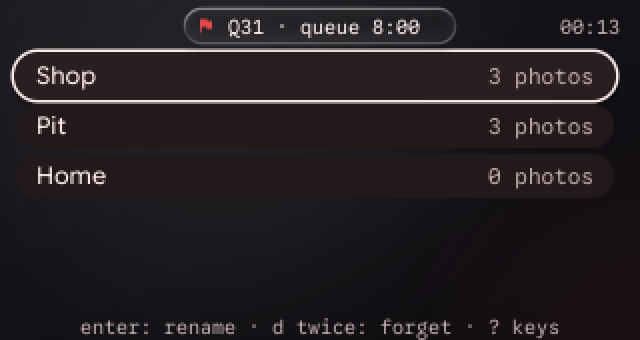 Q31 · queue 8:00
00:13
Shop 3 photos
Pit 3 photos
Home 0 photos
enter: rename · d twice: forget · ? keys